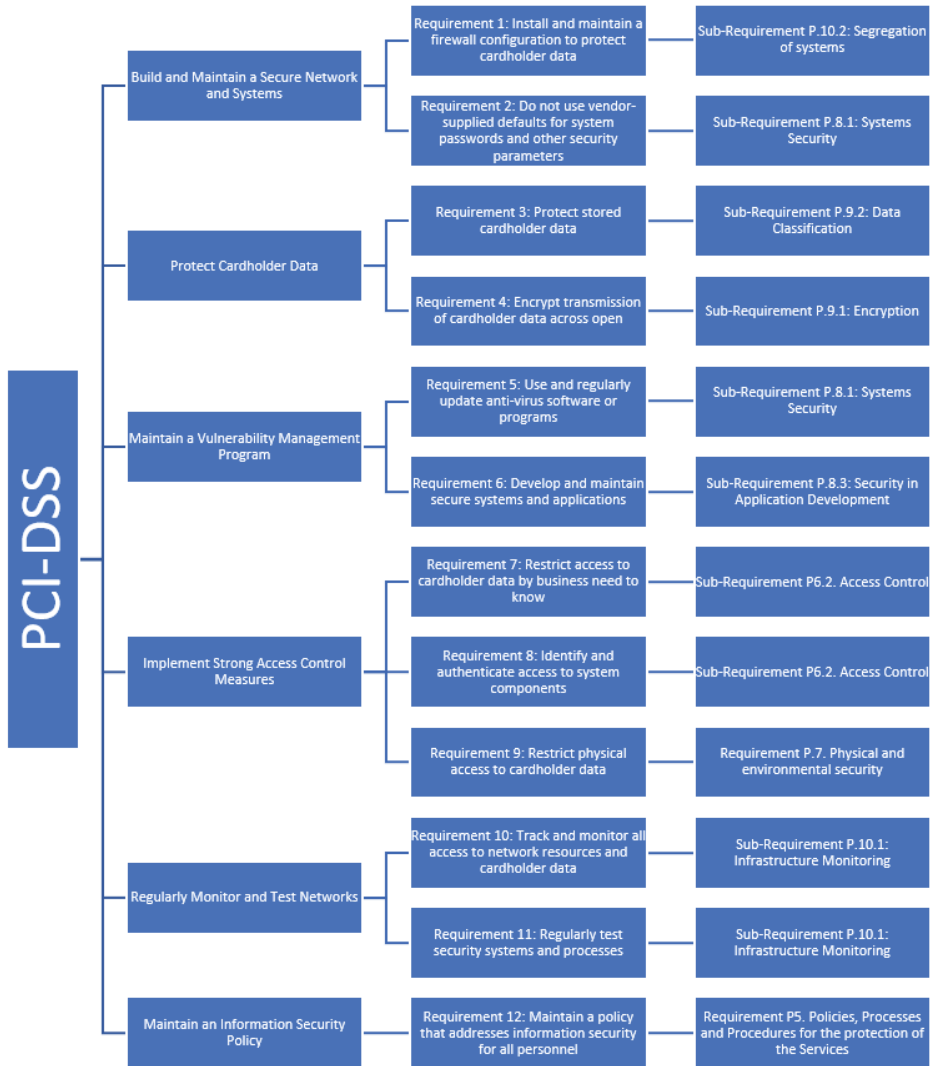 PCI-DSS
Build and Maintain a Secure Network
and Systems
Requirement 1: Install and maintain a
firewall configuration to protect
cardholder data
Sub-Requirement P.10.2: Segregation
of systems
Requirement 2: Do not use vendor-
supplied defaults for system
passwords and other security
parameters
Sub-Requirement P.8.1: Systems
Security
Protect Cardholder Data
Requirement 3: Protect stored
cardholder data
Sub-Requirement P.9.2: Data
Classification
Requirement 4: Encrypt transmission
of cardholder data across open
Sub-Requirement P.9.1: Encryption
Maintain a Vulnerability Management
Program
Requirement 5: Use and regularly
update anti-virus software or
programs
Sub-Requirement P.8.1: Systems
Security
Requirement 6: Develop and maintain
secure systems and applications
Sub-Requirement P.8.3: Security in
Application Development
Implement Strong Access Control
Measures
Requirement 7: Restrict access to
cardholder data by business need to
know
Sub-Requirement P6.2. Access Control
Requirement 8: Identify and
authenticate access to system
components
Sub-Requirement P6.2. Access Control
Requirement 9: Restrict physical
access to cardholder data
Requirement P.7. Physical and
environmental security
Regularly Monitor and Test Networks
Requirement 10: Track and monitor all
access to network resources and
cardholder data
Sub-Requirement P.10.1:
Infrastructure Monitoring
Requirement 11: Regularly test
security systems and processes
Sub-Requirement P.10.1:
Infrastructure Monitoring
Maintain an Information Security
Policy
Requirement 12: Maintain a policy
that addresses information security
for all personnel
Requirement P5. Policies, Processes
and Procedures for the protection of
the Services